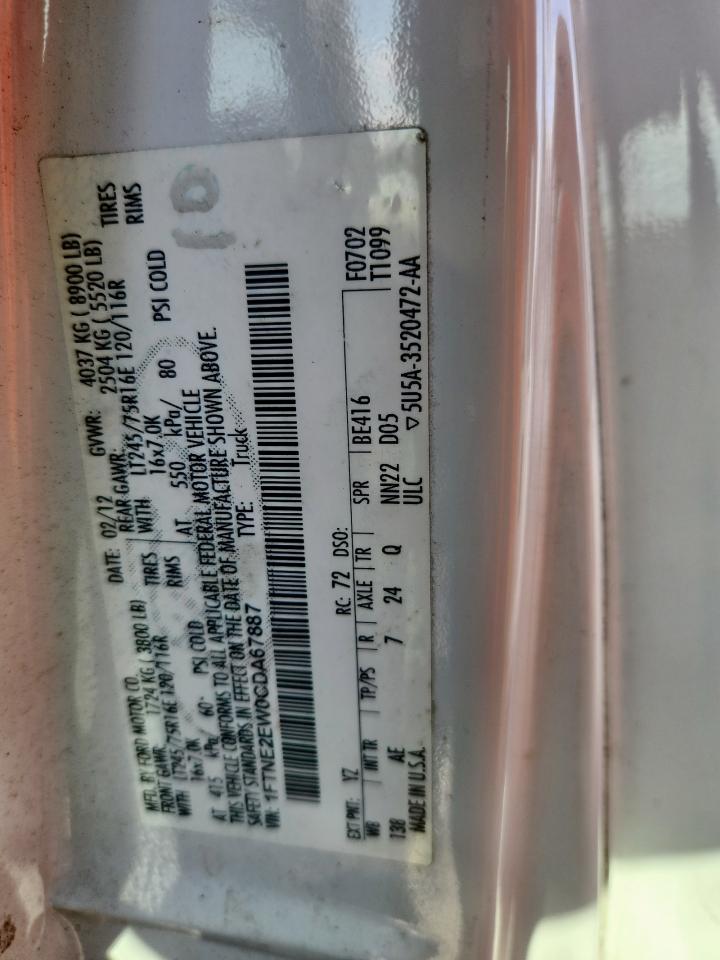 10
MFD. BY FORD MOTOR CO. DATE: 02/12 GVWR: 4037 KG ( 8900 LB)
FRONT GAWR: 1724 KG ( 3800 LB) REAR GAWR: 2504 KG ( 5520 LB)
WITH LT245/75R16E 120/116R TIRES WITH LT245/75R16E 120/116R TIRES
16x7.0K RIMS 16x7.0K RIMS
AT 415 kPa/ 60 PSI COLD AT 550 kPa/ 80 PSI COLD
THIS VEHICLE CONFORMS TO ALL APPLICABLE FEDERAL MOTOR VEHICLE
SAFETY STANDARDS IN EFFECT ON THE DATE OF MANUFACTURE SHOWN ABOVE.
VIN: 1FTNE2EW0CDA67887 TYPE: Truck
EXT PNT: YZ RC: 72 DSO: F0702
WB INT TR TP/PS R AXLE TR SPR BE416 T1099
138 AE 7 24 Q NN22 D05
MADE IN U.S.A. ULC ▽5U5A-3520472-AA